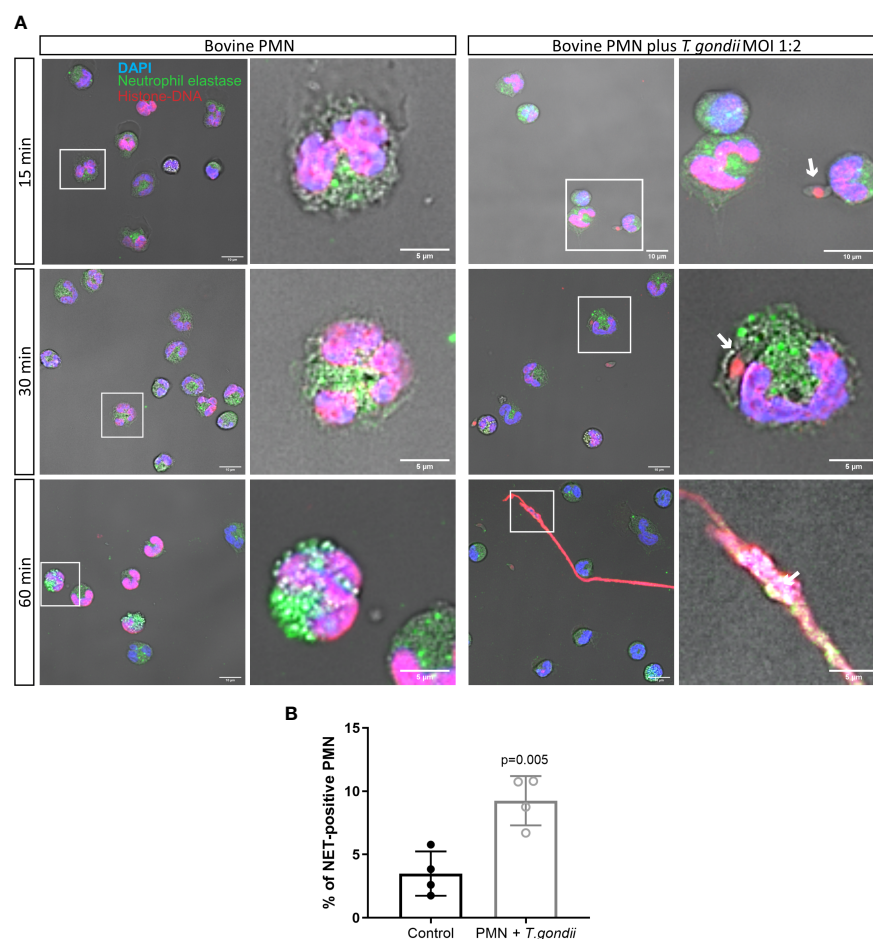 A
Bovine PMN
Bovine PMN plus T. gondii MOI 1:2
15 min
DAPI
Neutrophil elastase
Histone-DNA
10 µm
5 µm
10 µm
10 µm
30 min
5 µm
5 µm
60 min
5 µm
5 µm
B
% of NET-positive PMN
15
10
5
0
p=0.005
Control
PMN + T.gondii